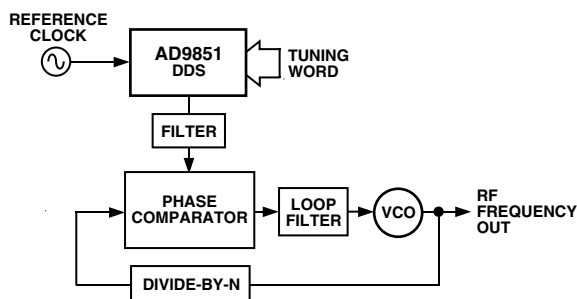 REFERENCE
CLOCK
AD9851
DDS
TUNING
WORD
FILTER
PHASE
COMPARATOR
LOOP
FILTER
VCO
RF
FREQUENCY
OUT
DIVIDE-BY-N